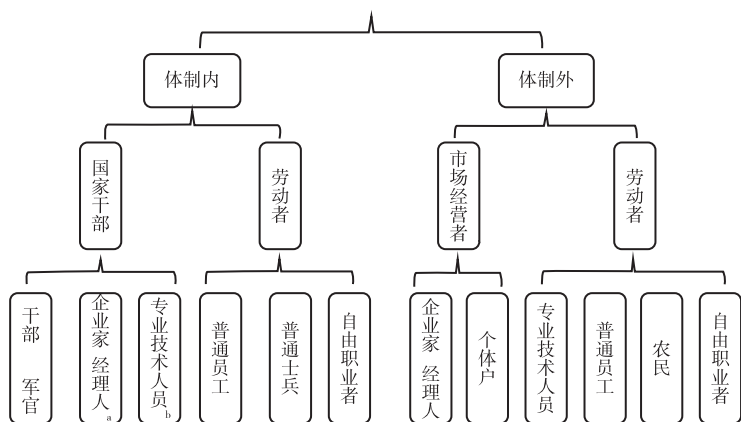 体制内
体制外
国家干部
劳动者
市场经营者
劳动者
干部 军官
企业家 经理人a
专业技术人员b
普通员工
普通士兵
自由职业者
企业家 经理人
个体户
专业技术人员
普通员工
农民
自由职业者